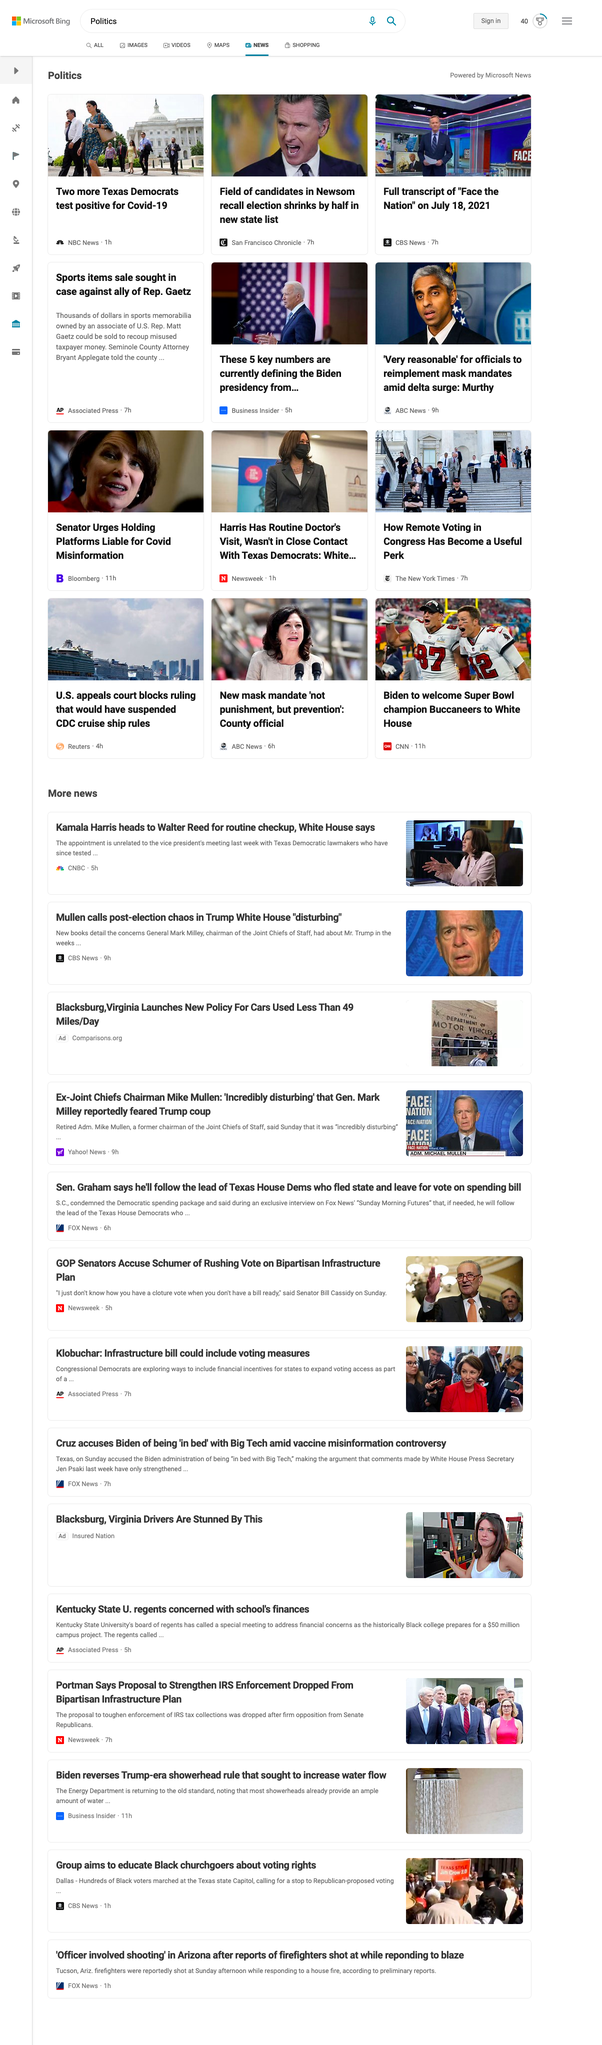 Microsoft Bing
Politics
Sign in
40
ALL
IMAGES
VIDEOS
MAPS
NEWS
SHOPPING
Politics
Powered by Microsoft News
Two more Texas Democrats
test positive for Covid-19
NBC News · 1h
Field of candidates in Newsom
recall election shrinks by half in
new state list
San Francisco Chronicle · 7h
FACE
Full transcript of "Face the
Nation" on July 18, 2021
CBS News · 7h
Sports items sale sought in
case against ally of Rep. Gaetz
Thousands of dollars in sports memorabilia
owned by an associate of U.S. Rep. Matt
Gaetz could be sold to recoup misused
taxpayer money. Seminole County Attorney
Bryant Applegate told the county ...
AP Associated Press · 7h
These 5 key numbers are
currently defining the Biden
presidency from...
Business Insider · 5h
'Very reasonable' for officials to
reimplement mask mandates
amid delta surge: Murthy
ABC News · 9h
Senator Urges Holding
Platforms Liable for Covid
Misinformation
B Bloomberg · 11h
Harris Has Routine Doctor's
Visit, Wasn't in Close Contact
With Texas Democrats: White...
N Newsweek · 1h
How Remote Voting in
Congress Has Become a Useful
Perk
The New York Times · 7h
U.S. appeals court blocks ruling
that would have suspended
CDC cruise ship rules
Reuters · 4h
New mask mandate 'not
punishment, but prevention':
County official
ABC News · 6h
87
12
Biden to welcome Super Bowl
champion Buccaneers to White
House
CNN · 11h
More news
Kamala Harris heads to Walter Reed for routine checkup, White House says
The appointment is unrelated to the vice president's meeting last week with Texas Democratic lawmakers who have
since tested ...
CNBC · 5h
Mullen calls post-election chaos in Trump White House "disturbing"
New books detail the concerns General Mark Milley, chairman of the Joint Chiefs of Staff, had about Mr. Trump in the
weeks ...
CBS News · 9h
Blacksburg,Virginia Launches New Policy For Cars Used Less Than 49
Miles/Day
Ad Comparisons.org
DEPARTMENT
MOTOR VEHICLES
Ex-Joint Chiefs Chairman Mike Mullen: 'Incredibly disturbing' that Gen. Mark
Milley reportedly feared Trump coup
Retired Adm. Mike Mullen, a former chairman of the Joint Chiefs of Staff, said Sunday that it was "incredibly disturbing"
...
Yahoo! News · 9h
FACE
NATION
FACE
NATION
ADM. MICHAEL MULLEN
Sen. Graham says he'll follow the lead of Texas House Dems who fled state and leave for vote on spending bill
S.C., condemned the Democratic spending package and said during an exclusive interview on Fox News' "Sunday Morning Futures" that, if needed, he will follow
the lead of the Texas House Democrats who ...
FOX News · 6h
GOP Senators Accuse Schumer of Rushing Vote on Bipartisan Infrastructure
Plan
"I just don't know how you have a cloture vote when you don't have a bill ready," said Senator Bill Cassidy on Sunday.
N Newsweek · 5h
Klobuchar: Infrastructure bill could include voting measures
Congressional Democrats are exploring ways to include financial incentives for states to expand voting access as part
of a ...
AP Associated Press · 7h
Cruz accuses Biden of being 'in bed' with Big Tech amid vaccine misinformation controversy
Texas, on Sunday accused the Biden administration of being "in bed with Big Tech," making the argument that comments made by White House Press Secretary
Jen Psaki last week have only strengthened ...
FOX News · 7h
Blacksburg, Virginia Drivers Are Stunned By This
Ad Insured Nation
Kentucky State U. regents concerned with school's finances
Kentucky State University's board of regents has called a special meeting to address financial concerns as the historically Black college prepares for a $50 million
campus project. The regents called ...
AP Associated Press · 5h
Portman Says Proposal to Strengthen IRS Enforcement Dropped From
Bipartisan Infrastructure Plan
The proposal to toughen enforcement of IRS tax collections was dropped after firm opposition from Senate
Republicans.
N Newsweek · 7h
Biden reverses Trump-era showerhead rule that sought to increase water flow
The Energy Department is returning to the old standard, noting that most showerheads already provide an ample
amount of water ...
Business Insider · 11h
Group aims to educate Black churchgoers about voting rights
Dallas - Hundreds of Black voters marched at the Texas state Capitol, calling for a stop to Republican-proposed voting
...
CBS News · 1h
'Officer involved shooting' in Arizona after reports of firefighters shot at while reponding to blaze
Tucson, Ariz. firefighters were reportedly shot at Sunday afternoon while responding to a house fire, according to preliminary reports.
FOX News · 1h